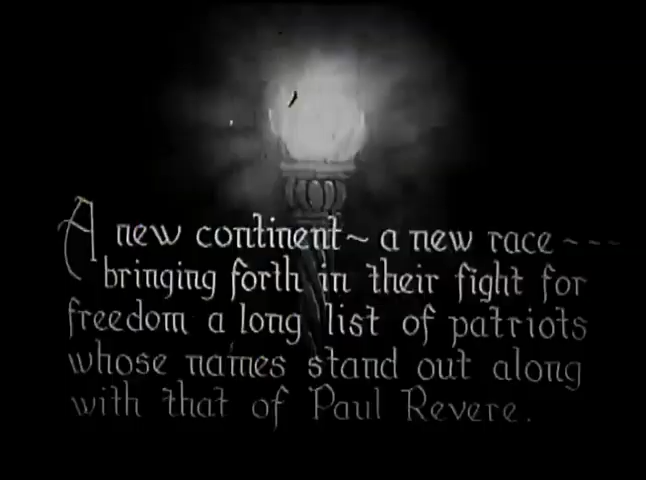 A new continent ~ a new race ~ - - -
bringing forth in their fight for
freedom a long list of patriots
whose names stand out along
with that of Paul Revere.